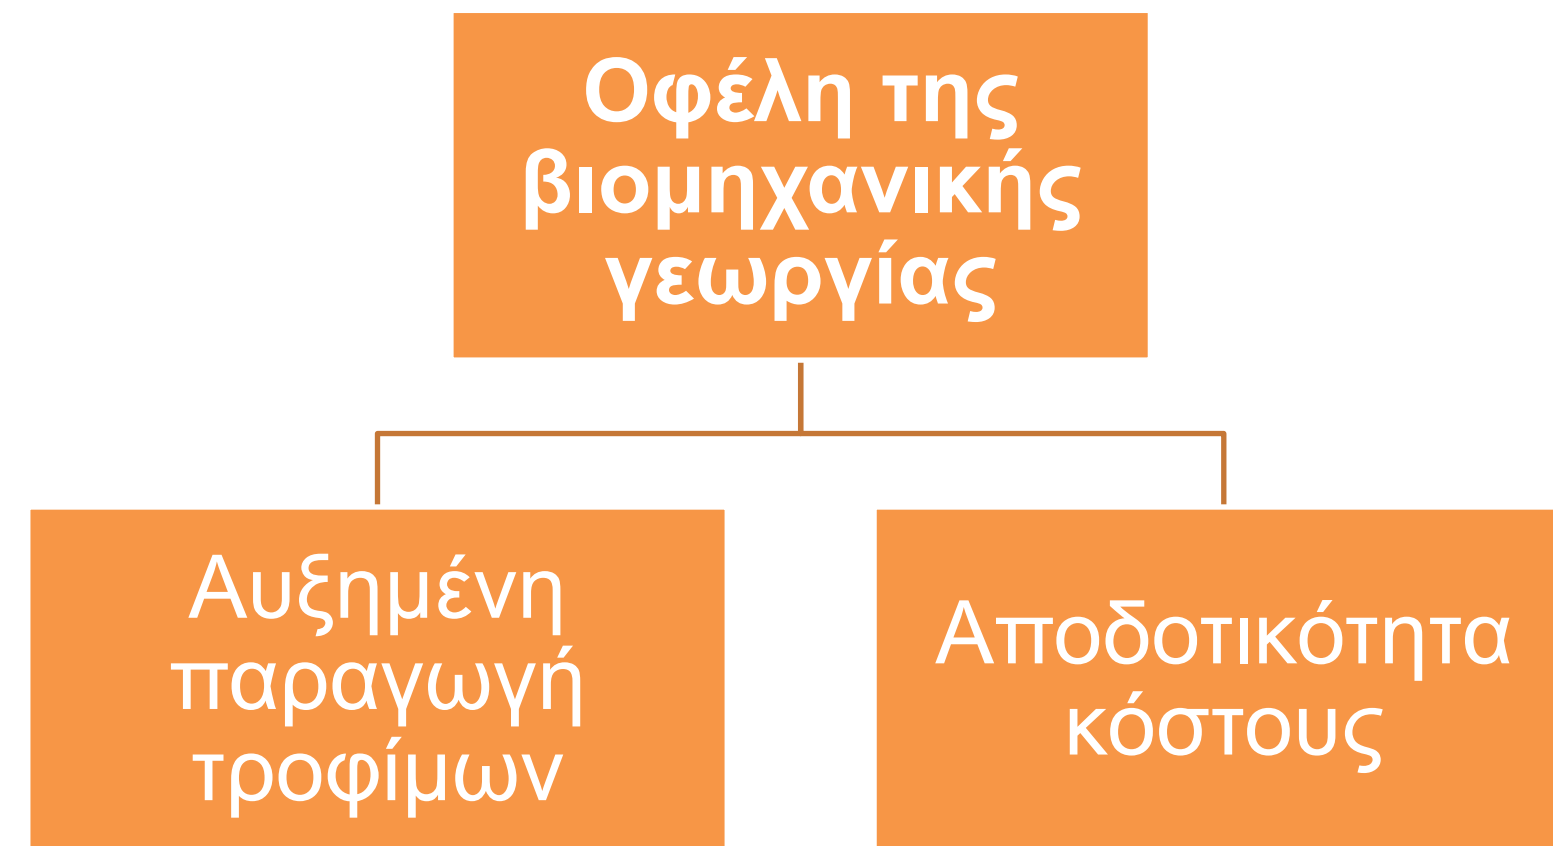 Οφέλη της
βιομηχανικής
γεωργίας
Αυξημένη
παραγωγή
τροφίμων
Αποδοτικότητα
κόστους